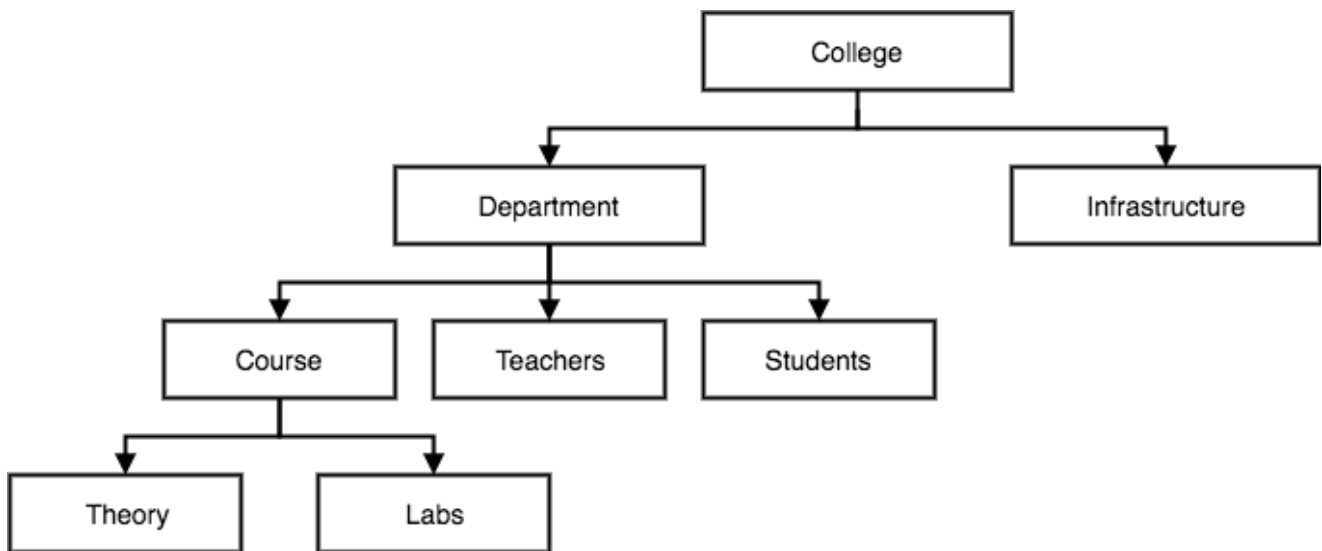 College
Department
Infrastructure
Course
Teachers
Students
Theory
Labs